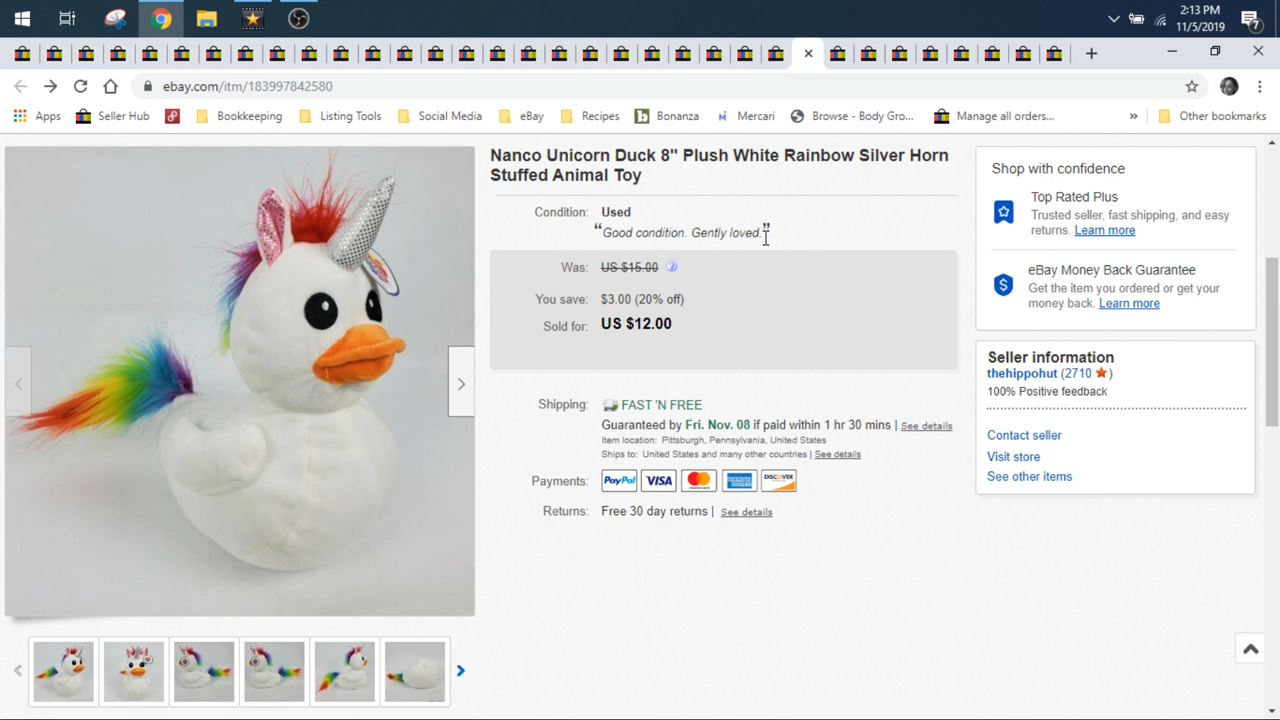 2:13 PM
11/5/2019
7
ebay.com/itm/183997842580
Apps
Seller Hub
Bookkeeping
Listing Tools
Social Media
eBay
Recipes
b
Bonanza
Mercari
Browse - Body Gro...
Manage all orders...
»
Other bookmarks
Nanco Unicorn Duck 8" Plush White Rainbow Silver Horn
Stuffed Animal Toy
Condition: Used
“Good condition. Gently loved.”
Was: US $15.00
You save: $3.00 (20% off)
Sold for: US $12.00
Shipping: FAST 'N FREE
Guaranteed by Fri. Nov. 08 if paid within 1 hr 30 mins | See details
Item location: Pittsburgh, Pennsylvania, United States
Ships to: United States and many other countries | See details
Payments: PayPal VISA MasterCard AMERICAN EXPRESS DISCOVER
Returns: Free 30 day returns | See details
Shop with confidence
Top Rated Plus
Trusted seller, fast shipping, and easy
returns. Learn more
eBay Money Back Guarantee
Get the item you ordered or get your
money back. Learn more
Seller information
thehippohut (2710 )
100% Positive feedback
Contact seller
Visit store
See other items